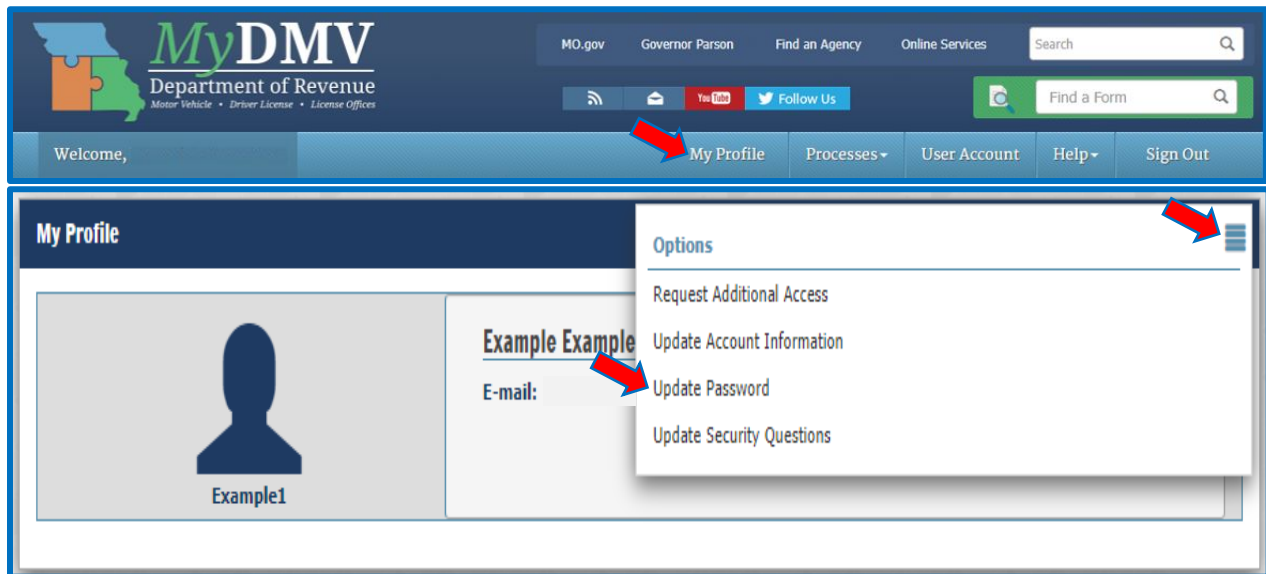 MyDMV
Department of Revenue
Motor Vehicle • Driver License • License Offices
MO.gov Governor Parson Find an Agency Online Services Search
You Tube Follow Us Find a Form
Welcome, My Profile Processes User Account Help Sign Out
My Profile
Options
Request Additional Access
Example Example
Update Account Information
E-mail:
Update Password
Update Security Questions
Example1